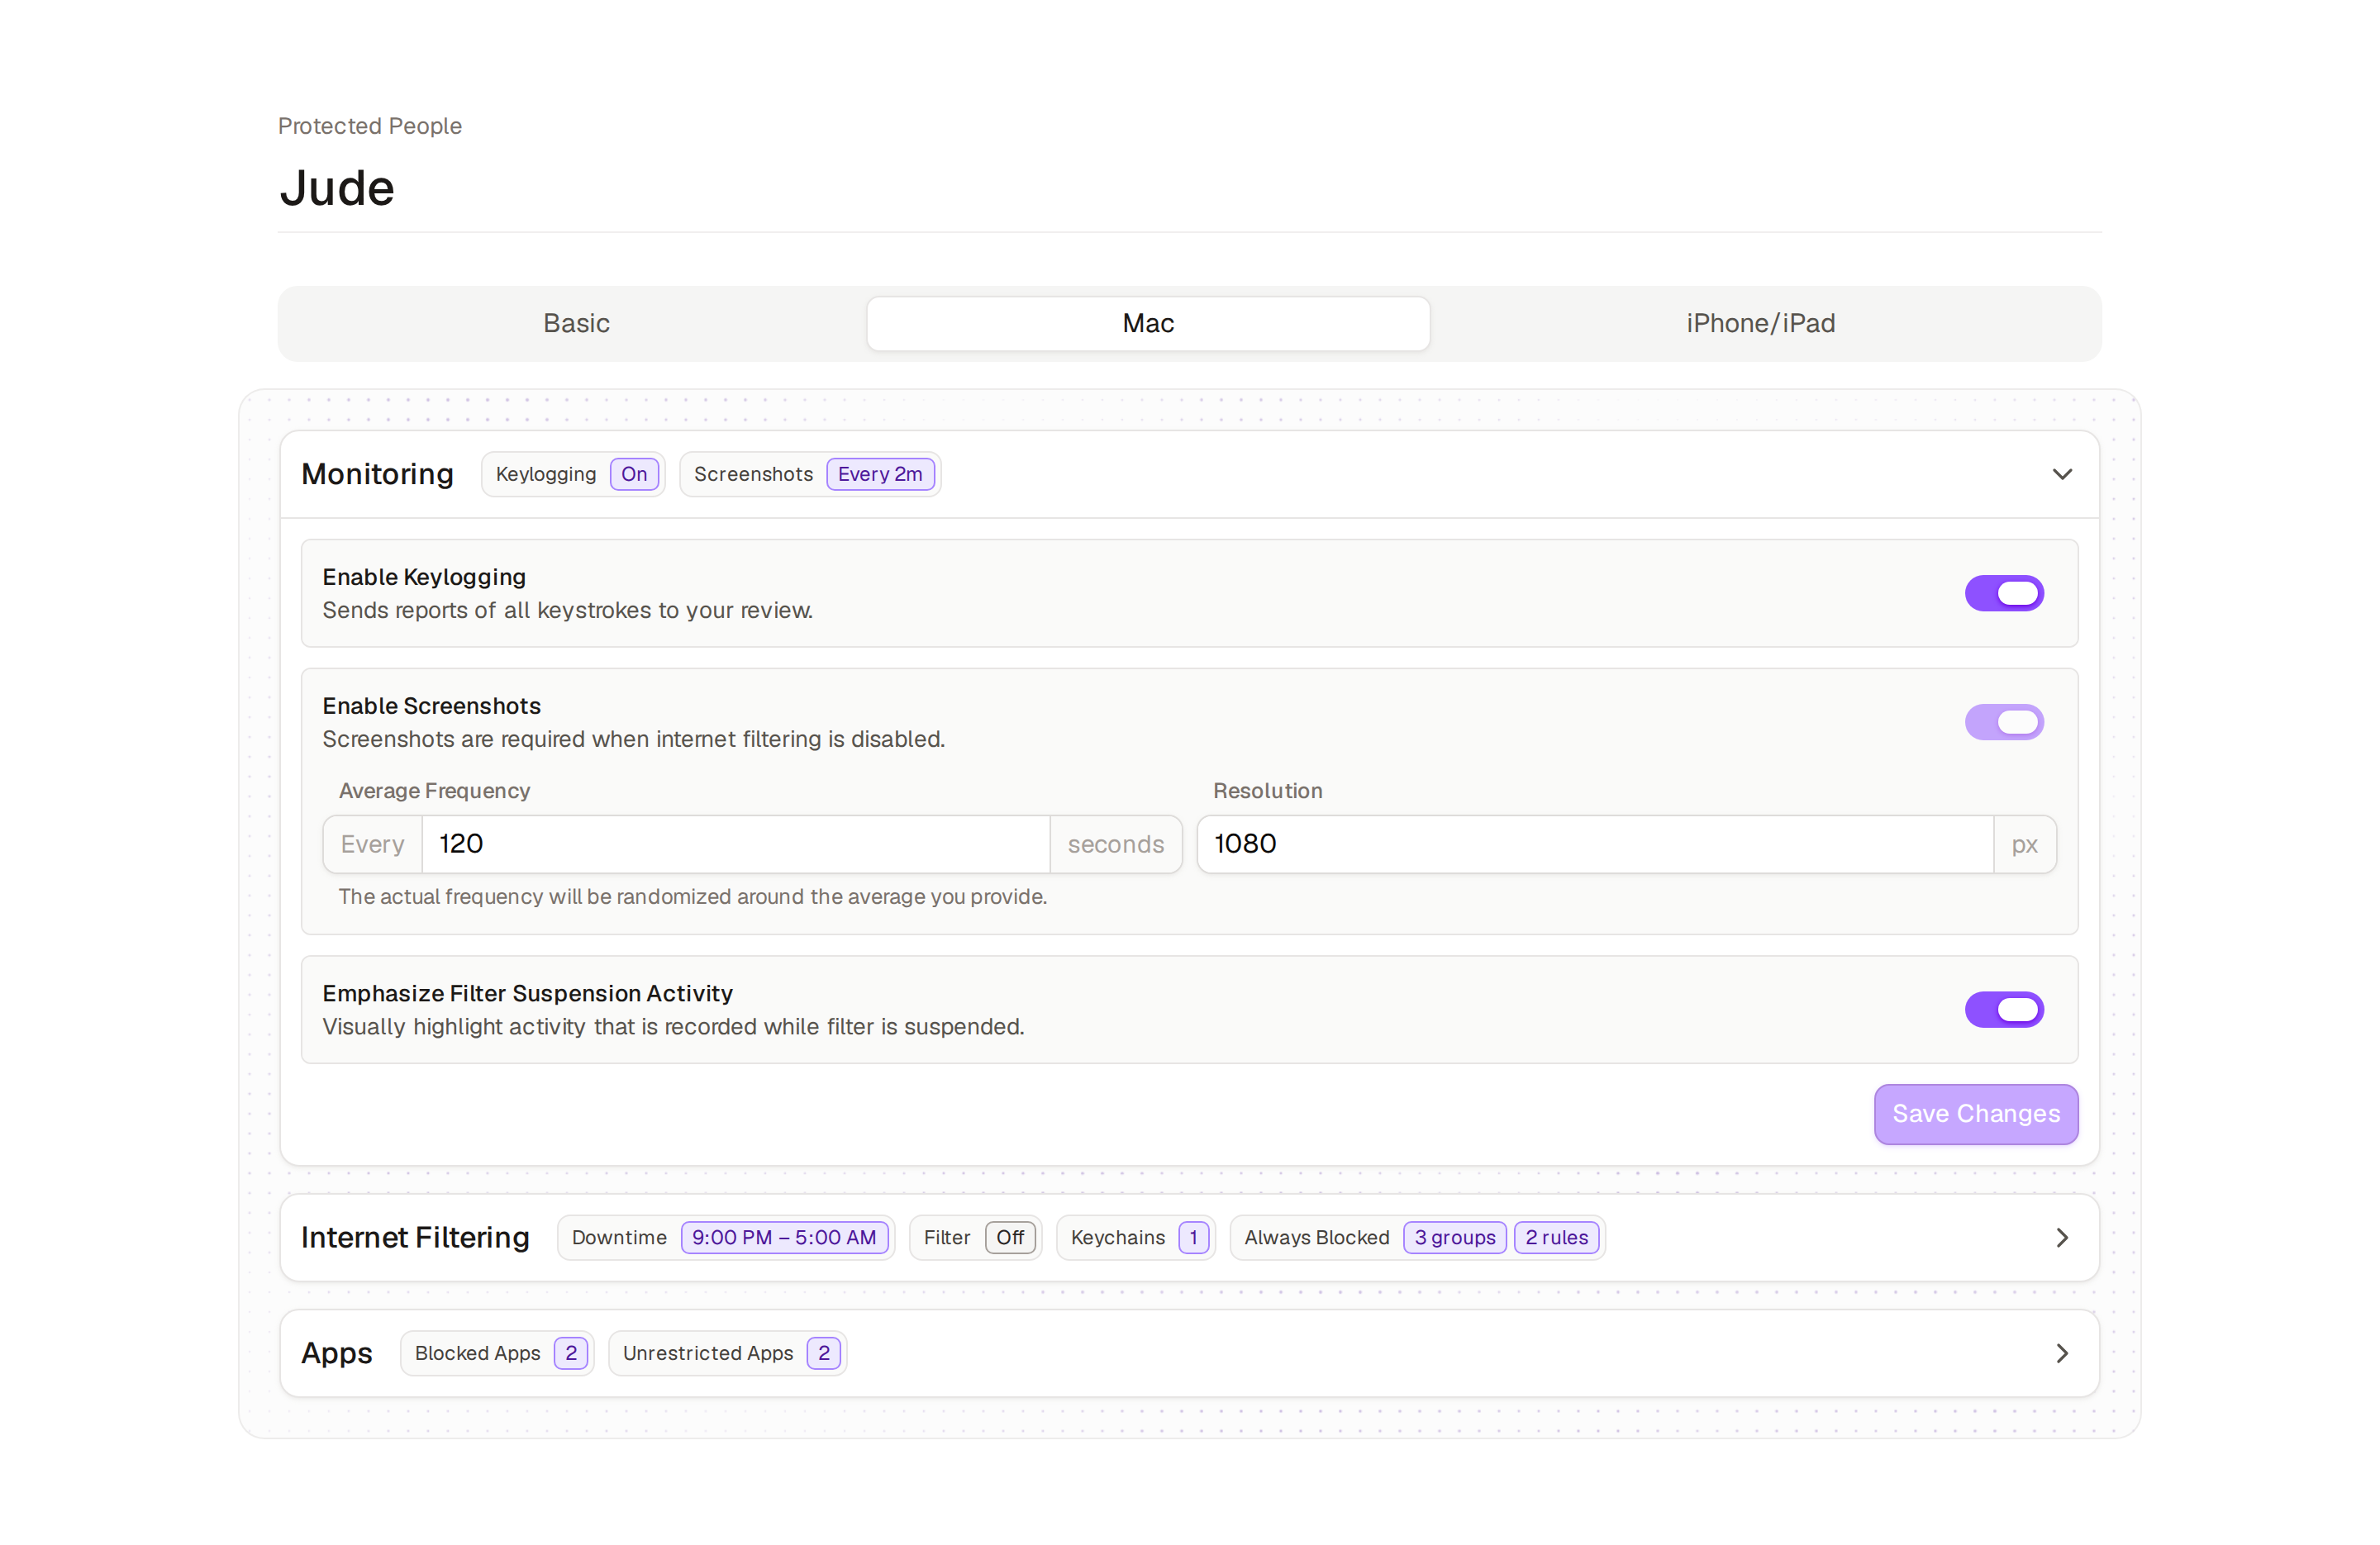 Protected People
Jude
Basic
Mac
iPhone/iPad
Monitoring Keylogging On Screenshots Every 2m
Enable Keylogging
Sends reports of all keystrokes to your review.
Enable Screenshots
Screenshots are required when internet filtering is disabled.
Average Frequency
Every 120 seconds
The actual frequency will be randomized around the average you provide.
Resolution
1080 px
Emphasize Filter Suspension Activity
Visually highlight activity that is recorded while filter is suspended.
Save Changes
Internet Filtering Downtime 9:00 PM – 5:00 AM Filter Off Keychains 1 Always Blocked 3 groups 2 rules
Apps Blocked Apps 2 Unrestricted Apps 2